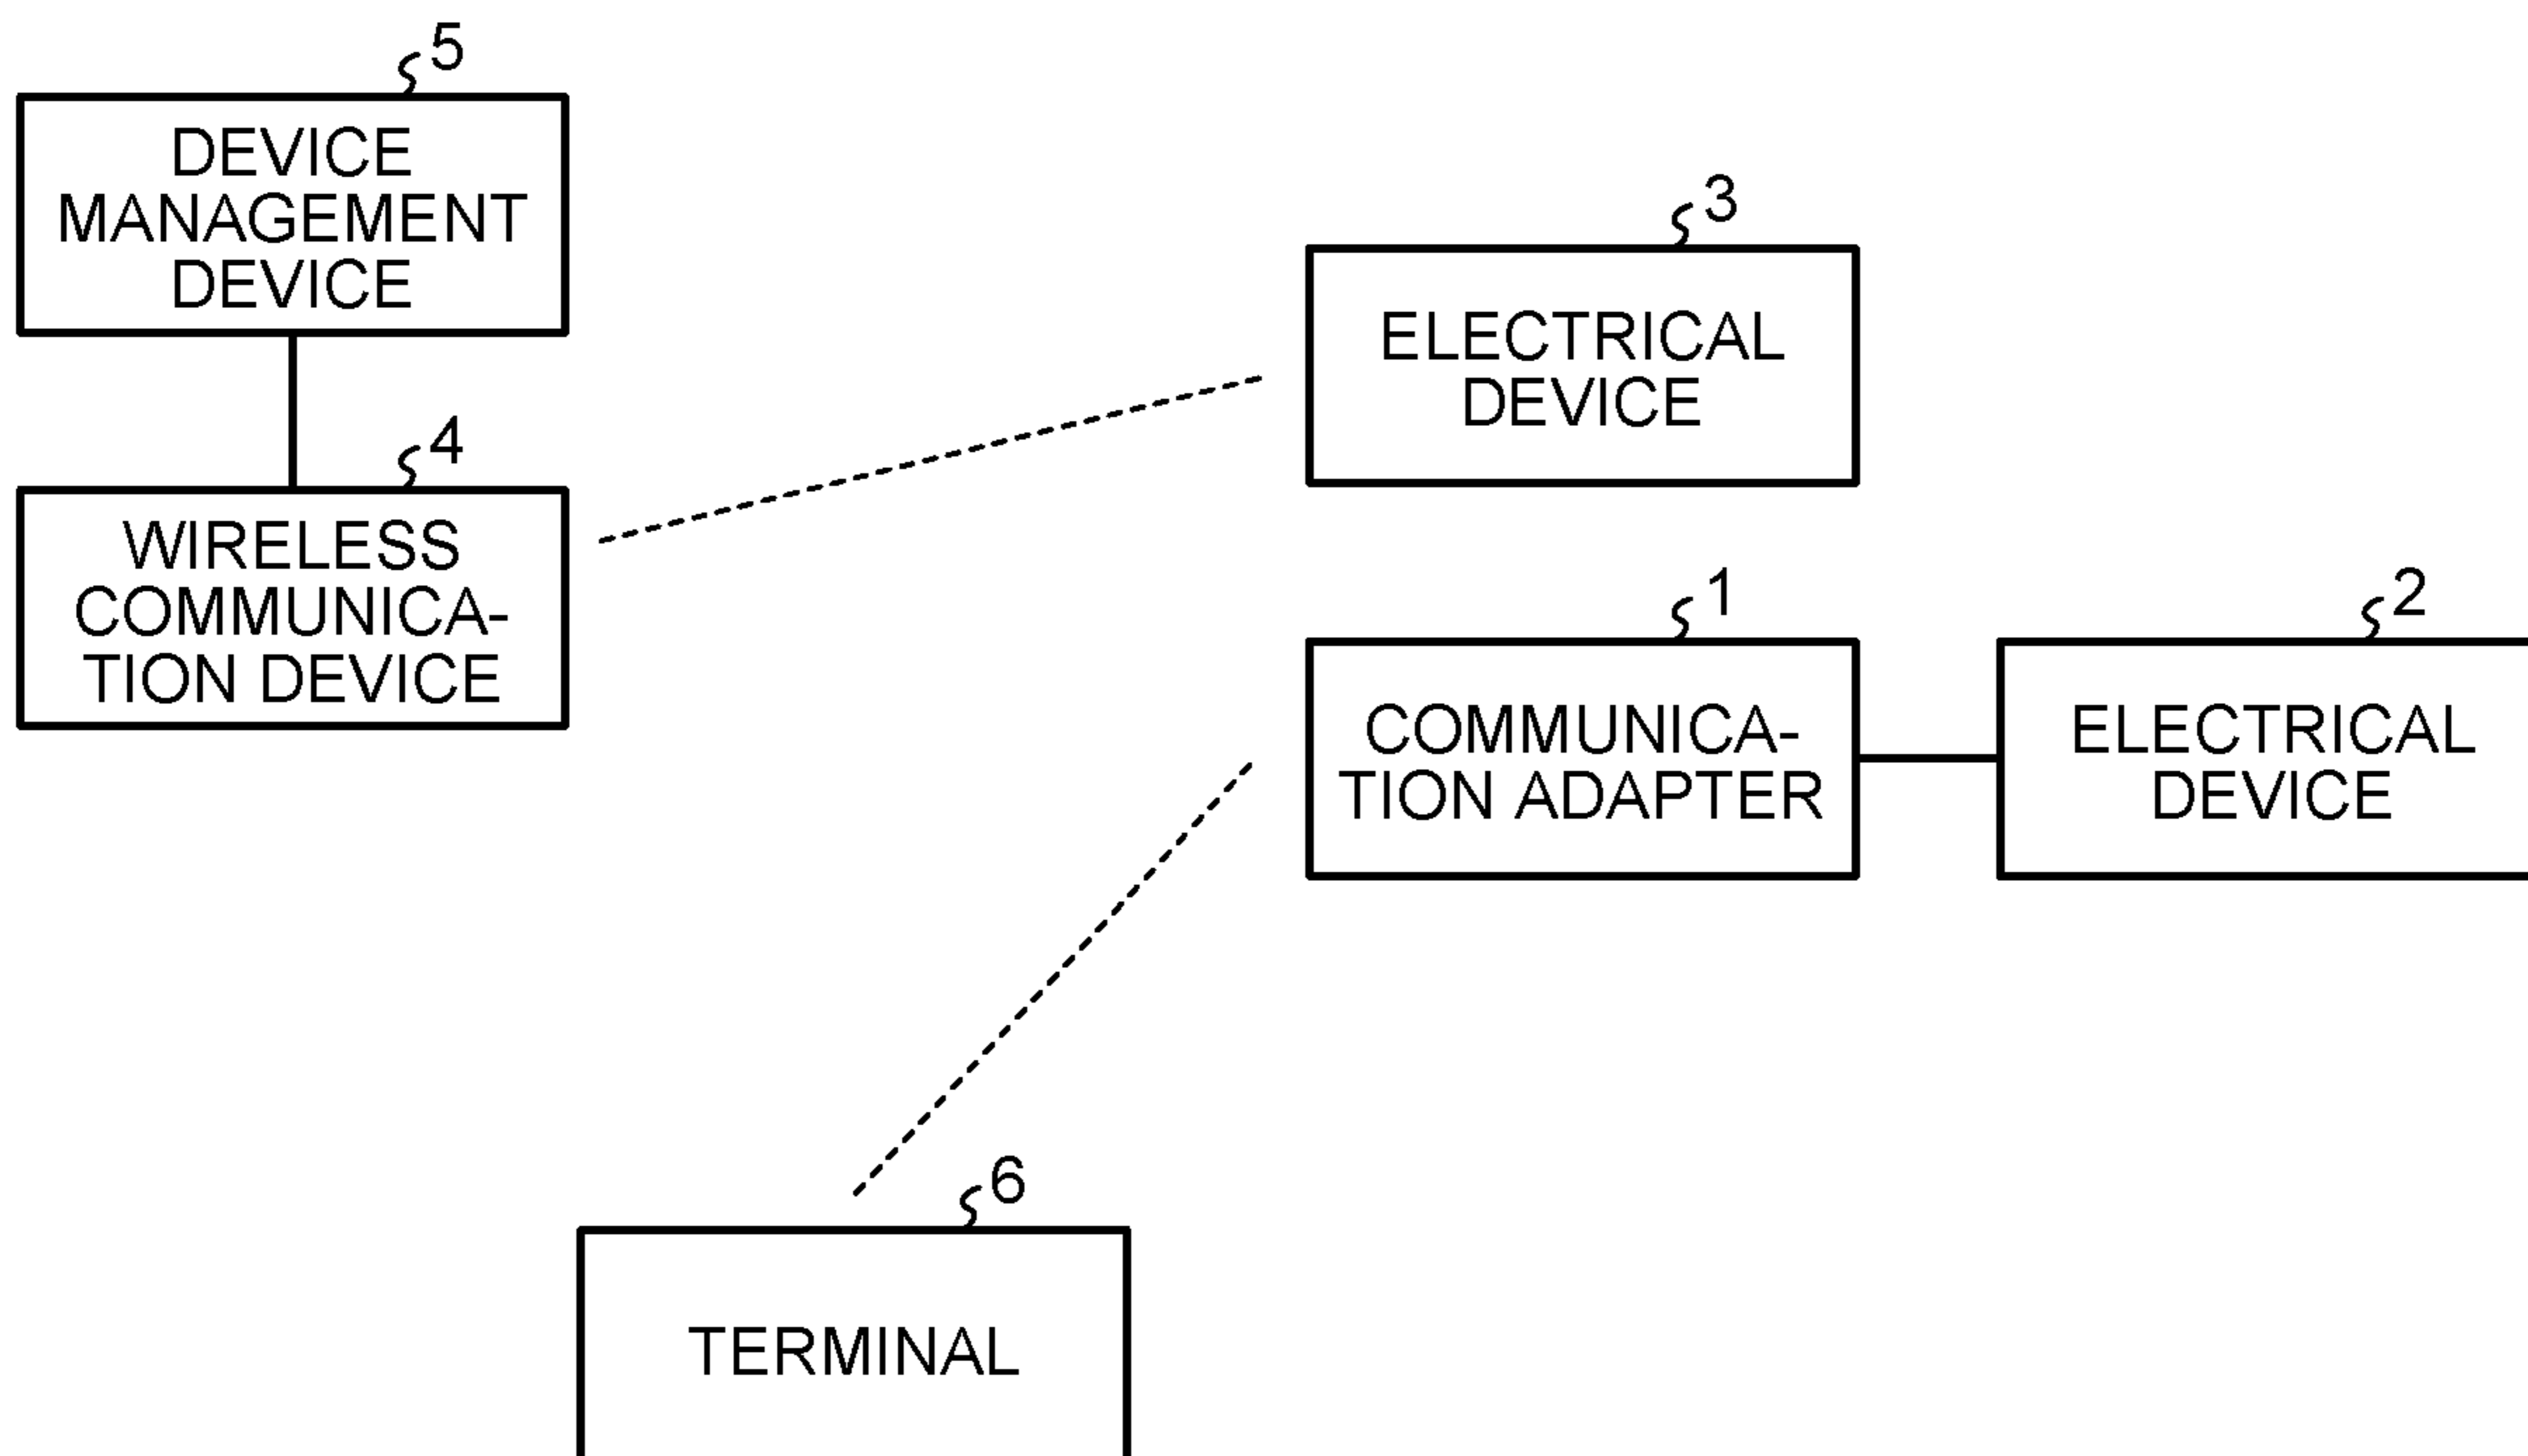 5
DEVICE
MANAGEMENT
DEVICE
3
ELECTRICAL
DEVICE
4
WIRELESS
COMMUNICA-
TION DEVICE
1
COMMUNICA-
TION ADAPTER
2
ELECTRICAL
DEVICE
6
TERMINAL